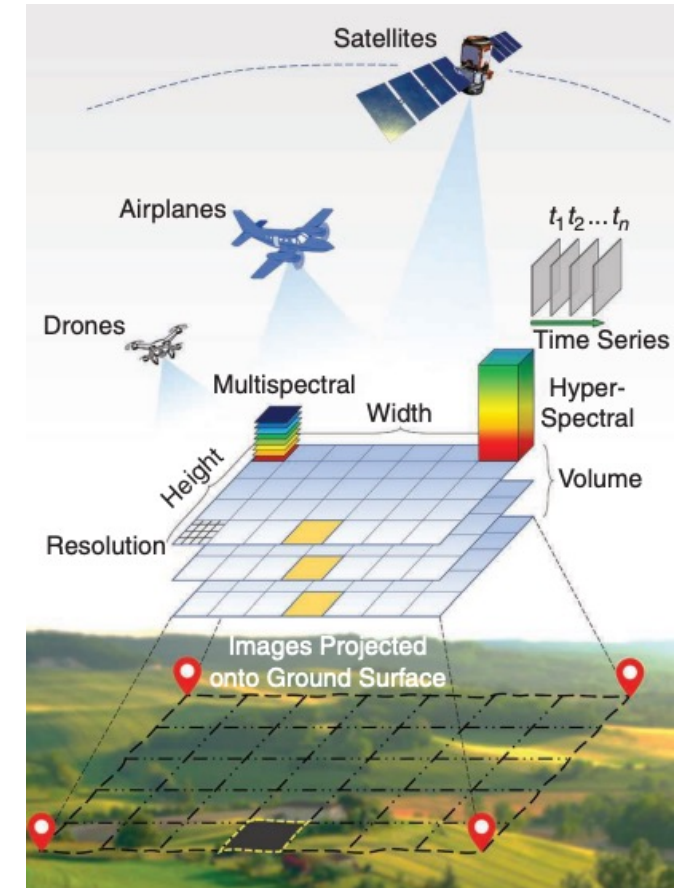 Satellites
Airplanes
t1 t2 ... tn
Time Series
Drones
Multispectral
Width
Hyper-
Spectral
Height
Volume
Resolution
Images Projected
onto Ground Surface